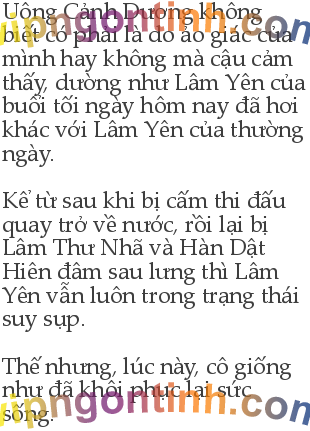 Uông Cảnh Dương không
biết có phải là do ảo giác của
mình hay không mà cậu cảm
thấy, dường như Lâm Yên của
buổi tối ngày hôm nay đã hơi
khác với Lâm Yên của thường
ngày.
Kể từ sau khi bị cấm thi đấu
quay trở về nước, rồi lại bị
Lâm Thư Nhã và Hàn Dật
Hiên đâm sau lưng thì Lâm
Yên vẫn luôn trong trạng thái
suy sụp.
Thế nhưng, lúc này, cô giống
như đã khôi phục lại sức
sống.
vipngontinh.com
vipngontinh.com